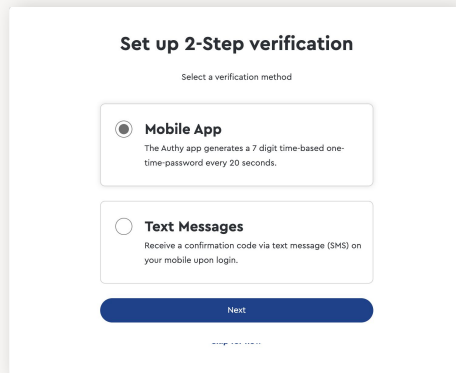 Set up 2-Step verification
Select a verification method
Mobile App
The Authy app generates a 7 digit time-based one-
time-password every 20 seconds.
Text Messages
Receive a confirmation code via text message (SMS) on
your mobile upon login.
Next